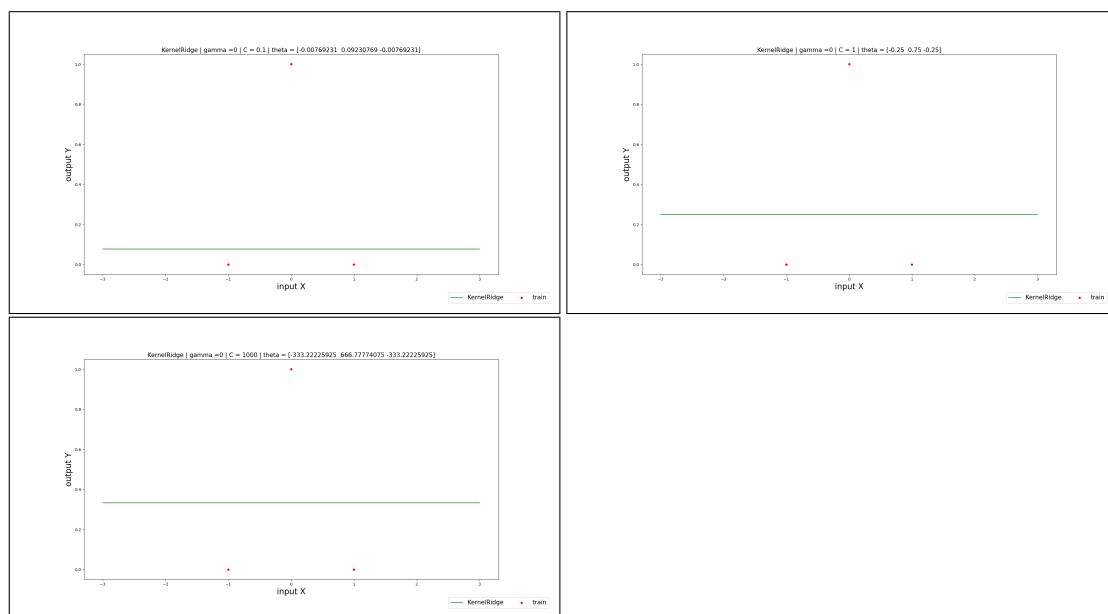 KernelRidge | gamma =0 | C = 0.1 | theta = [-0.00769231  0.09230769 -0.00769231]
1.0
0.8
0.6
0.4
0.2
0.0
output Y
−3 −2 −1 0 1 2 3
input X
KernelRidge train
KernelRidge | gamma =0 | C = 1 | theta = [-0.25  0.75 -0.25]
1.0
0.8
0.6
0.4
0.2
0.0
output Y
−3 −2 −1 0 1 2 3
input X
KernelRidge train
KernelRidge | gamma =0 | C = 1000 | theta = [-333.22225925  666.77774075 -333.22225925]
1.0
0.8
0.6
0.4
0.2
0.0
output Y
−3 −2 −1 0 1 2 3
input X
KernelRidge train